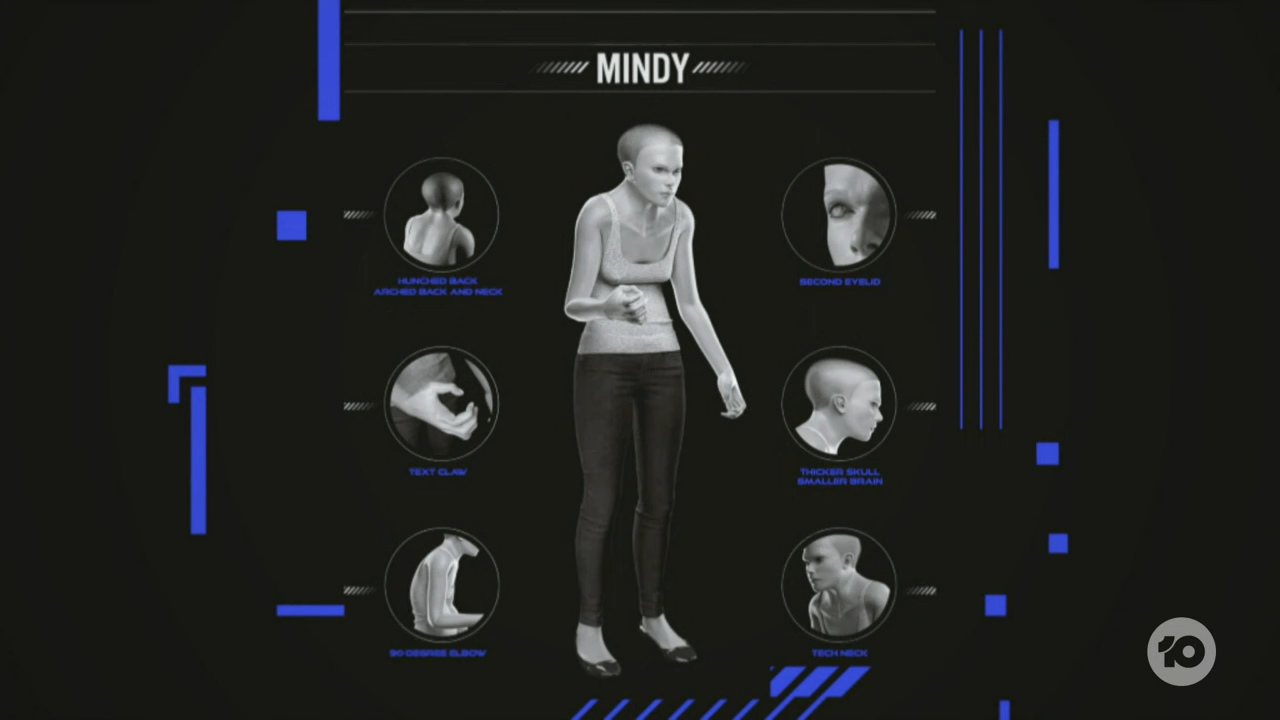 MINDY
HUNCHED BACK
ARCHED BACK AND NECK
SECOND EYELID
TEXT CLAW
THICKER SKULL
SMALLER BRAIN
90 DEGREE ELBOW
TECH NECK
10